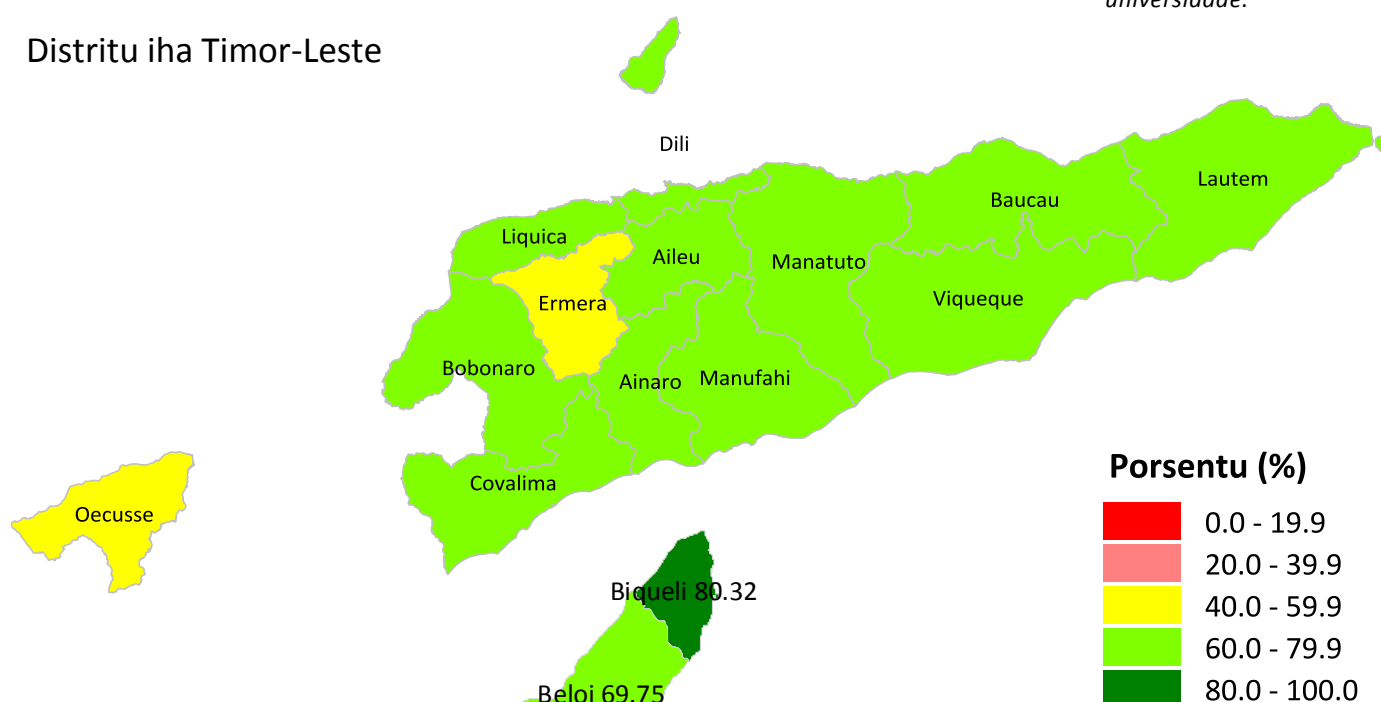 universidade.
Distritu iha Timor-Leste
Dili
Lautem
Baucau
Liquica
Aileu
Manatuto
Ermera
Viqueque
Bobonaro
Ainaro
Manufahi
Covalima
Oecusse
Biqueli 80.32
Beloi 69.75
Porsentu (%)
0.0 - 19.9
20.0 - 39.9
40.0 - 59.9
60.0 - 79.9
80.0 - 100.0